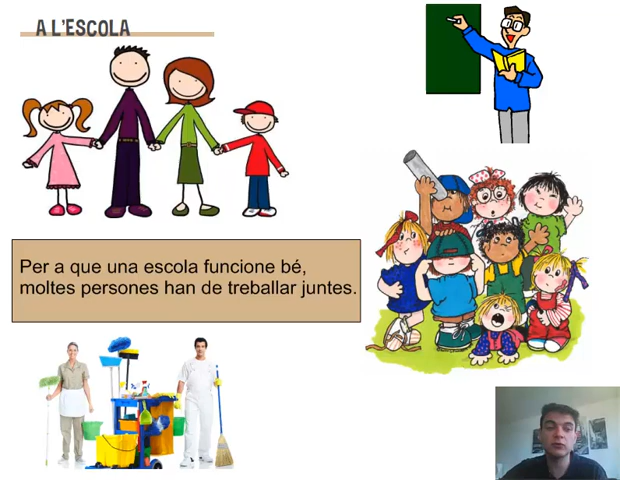 A L'ESCOLA
Per a que una escola funcione bé,
moltes persones han de treballar juntes.